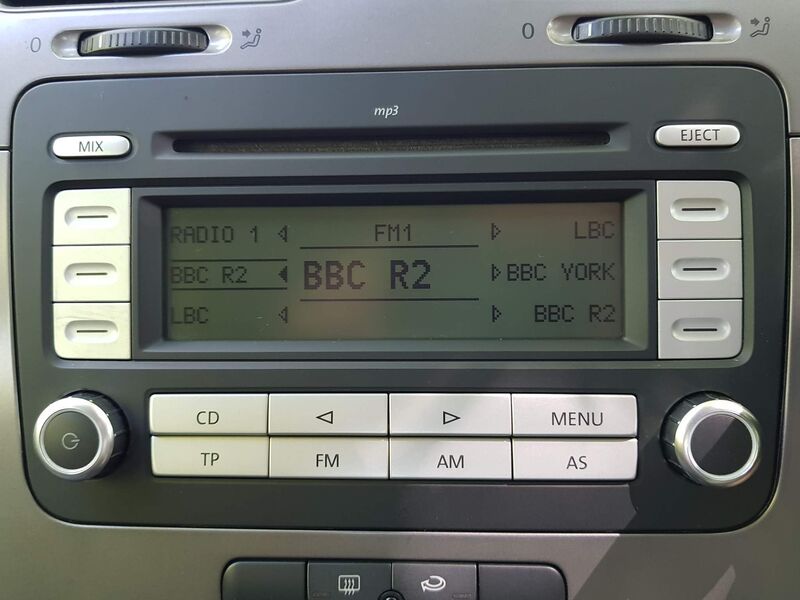 0
0
mp3
MIX
EJECT
RADIO 1
FM1
LBC
BBC R2
BBC R2
BBC YORK
LBC
BBC R2
CD
MENU
TP
FM
AM
AS